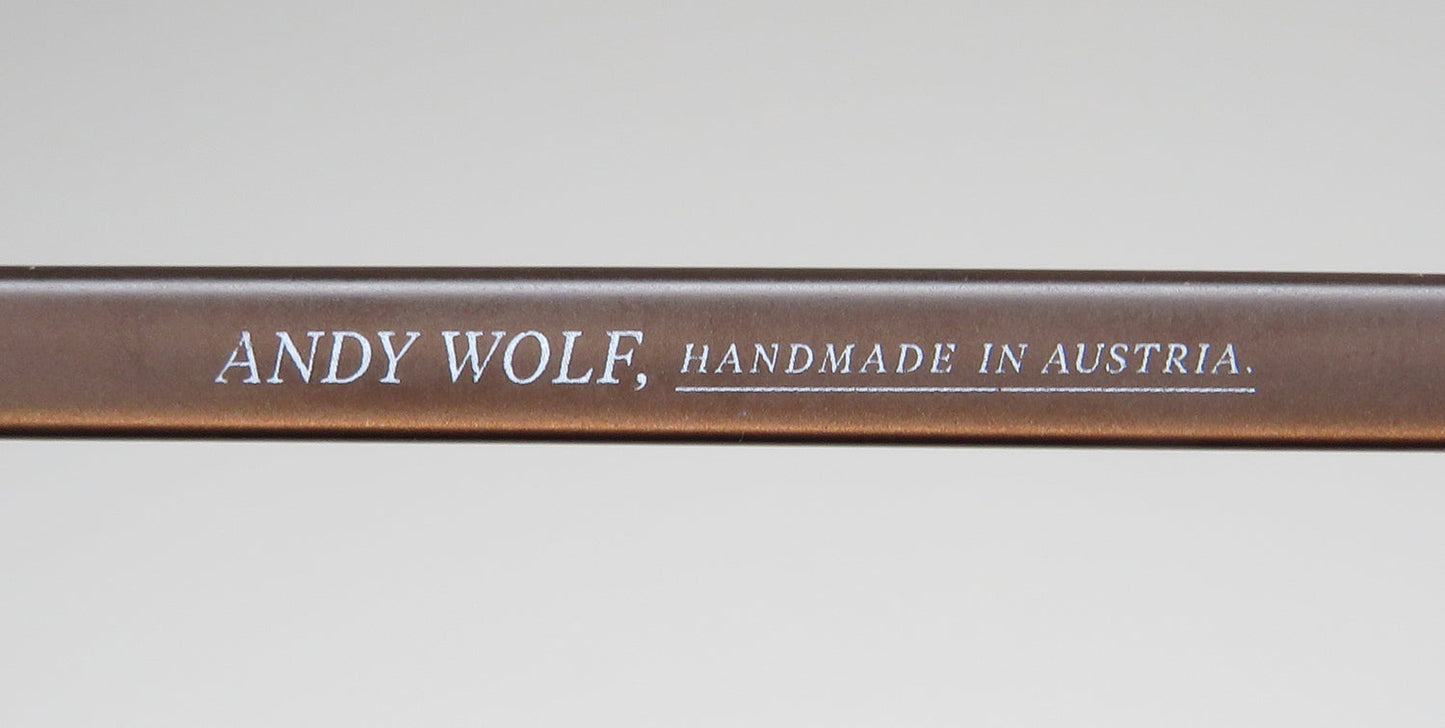 ANDY WOLF, HANDMADE IN AUSTRIA.